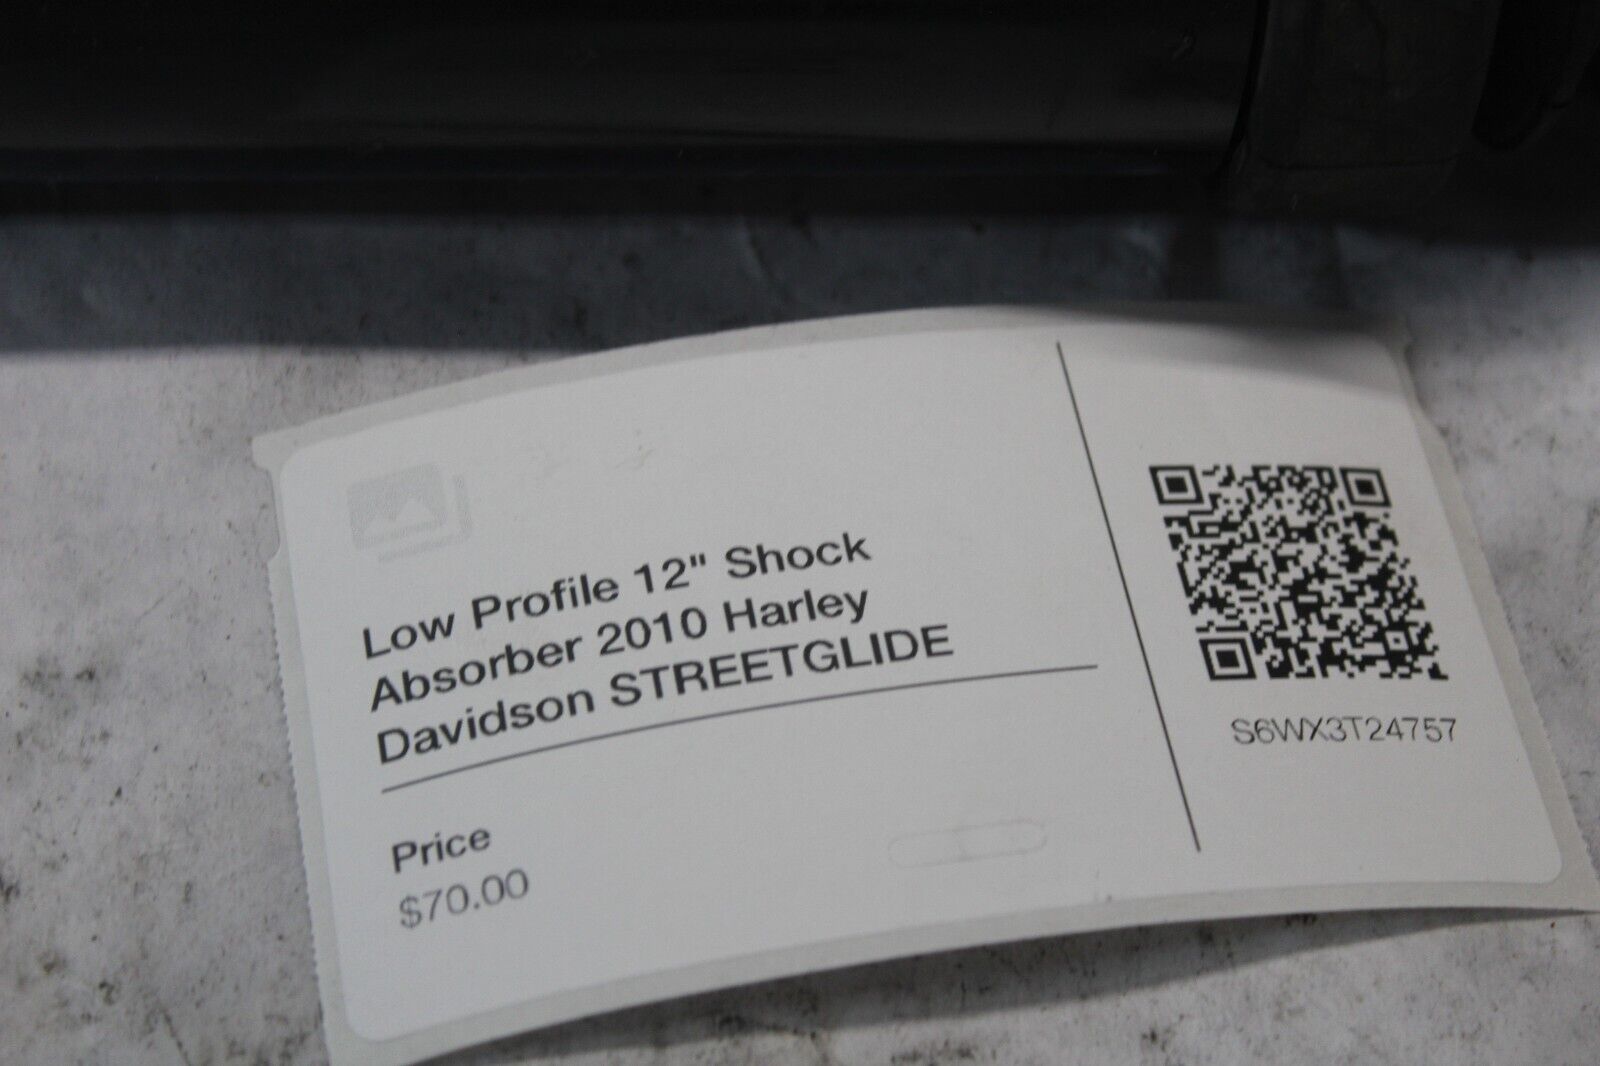 Low Profile 12" Shock
Absorber 2010 Harley
Davidson STREETGLIDE
Price
$70.00
S6WX3T24757